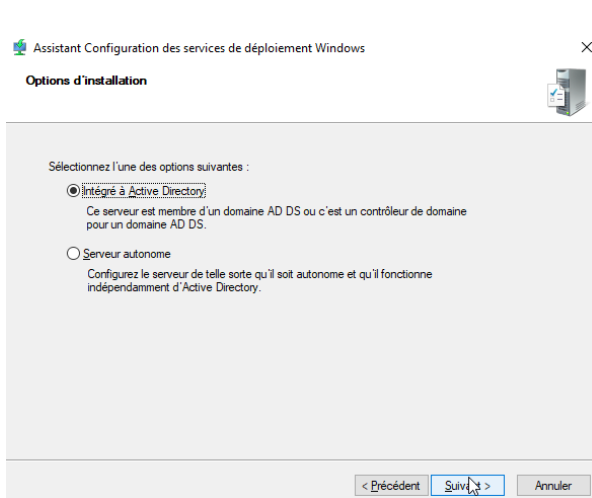 Assistant Configuration des services de déploiement Windows
Options d'installation
Sélectionnez l'une des options suivantes :
Intégré à Active Directory
Ce serveur est membre d'un domaine AD DS ou c'est un contrôleur de domaine
pour un domaine AD DS.
Serveur autonome
Configurez le serveur de telle sorte qu'il soit autonome et qu'il fonctionne
indépendamment d'Active Directory.
< Précédent Suivant > Annuler